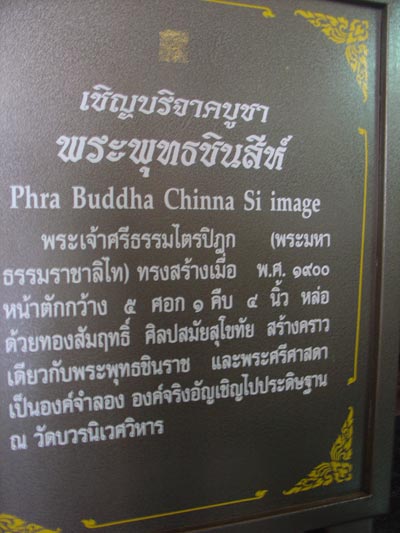 เชิญบริจาคบูชา
พระพุทธชินสีห์
Phra Buddha Chinna Si image
พระเจ้าศรีธรรมไตรปิฎก (พระมหา
ธรรมราชาลิไท) ทรงสร้างเมื่อ พ.ศ. ๑๙๐๐
หน้าตักกว้าง ๕ ศอก ๑ คืบ ๔ นิ้ว หล่อ
ด้วยทองสัมฤทธิ์ ศิลปสมัยสุโขทัย สร้างคราว
เดียวกับพระพุทธชินราช และพระศรีศาสดา
เป็นองค์จำลอง องค์จริงอัญเชิญไปประดิษฐาน
ณ วัดบวรนิเวศวิหาร